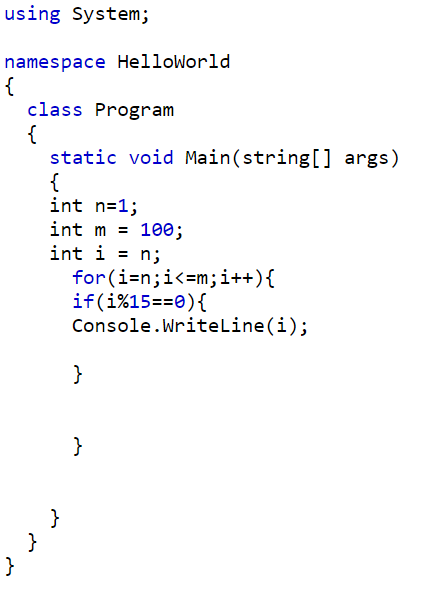 using System;
namespace HelloWorld
{
class Program
{
static void Main(string[] args)
{
int n=1;
int m = 100;
int i = n;
for(i=n;i<=m;i++){
if(i%15==0){
Console.WriteLine(i);
}
}
}
}
}